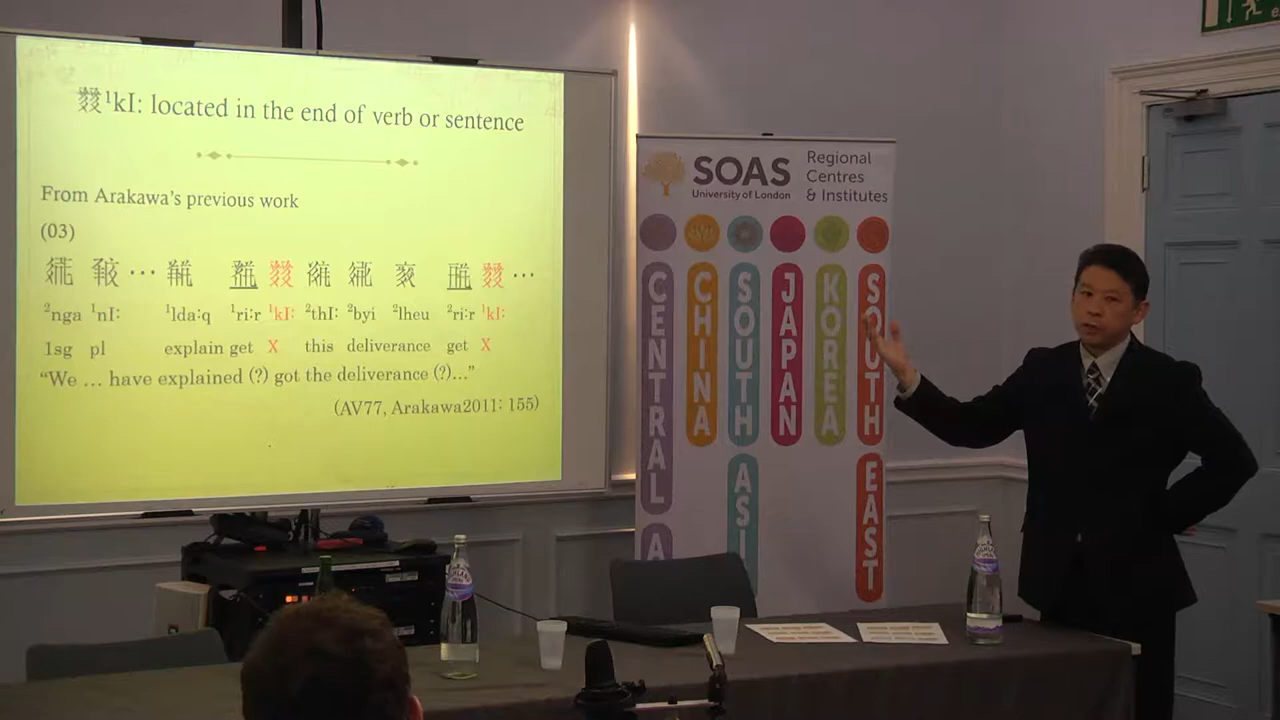 ¹kI: located in the end of verb or sentence
From Arakawa's previous work
(03)
²nga ¹nI: ¹lda:q ¹ri:r ¹kI: ²thI: ²byi ²lheu ²ri:r ¹kI:
1sg pl explain get X this deliverance get X
"We … have explained (?) got the deliverance (?)…"
(AV77, Arakawa2011: 155)
SOAS
University of London
Regional
Centres
& Institutes
CENTRAL A
CHINA
SOUTH ASI
JAPAN
KOREA
SOUTH EAST